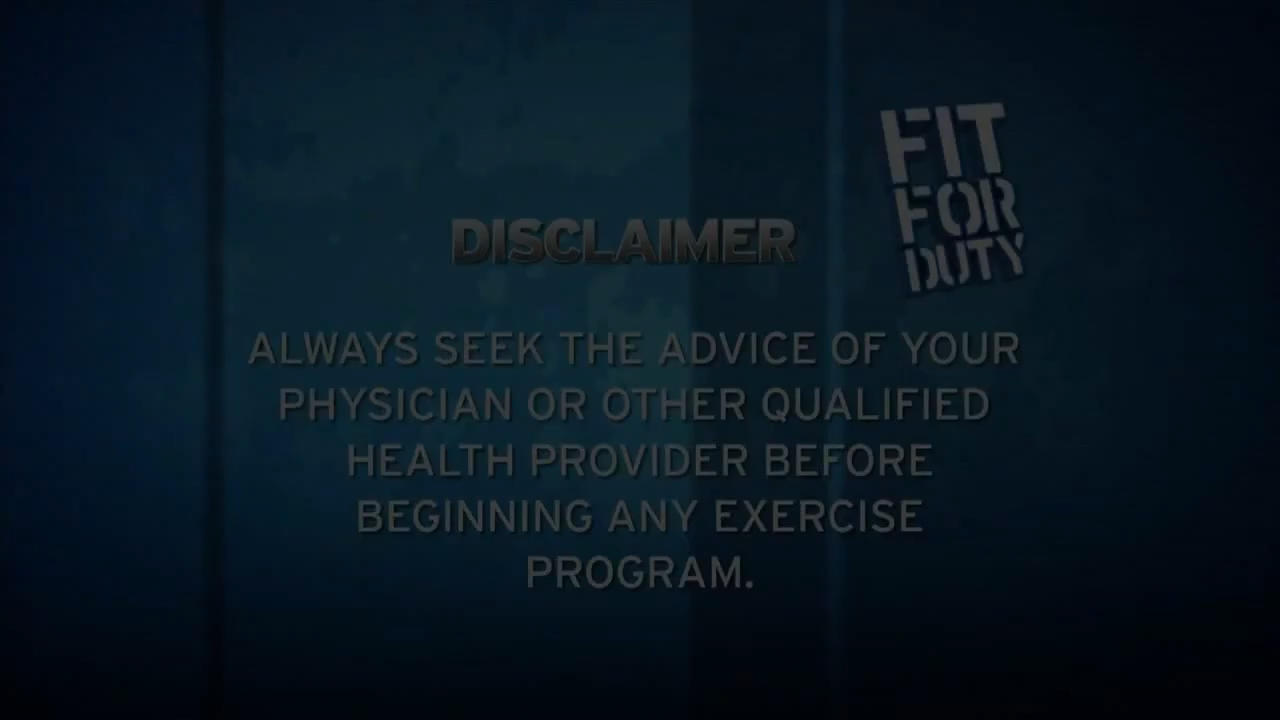 FIT
FOR
DUTY
DISCLAIMER
ALWAYS SEEK THE ADVICE OF YOUR
PHYSICIAN OR OTHER QUALIFIED
HEALTH PROVIDER BEFORE
BEGINNING ANY EXERCISE
PROGRAM.